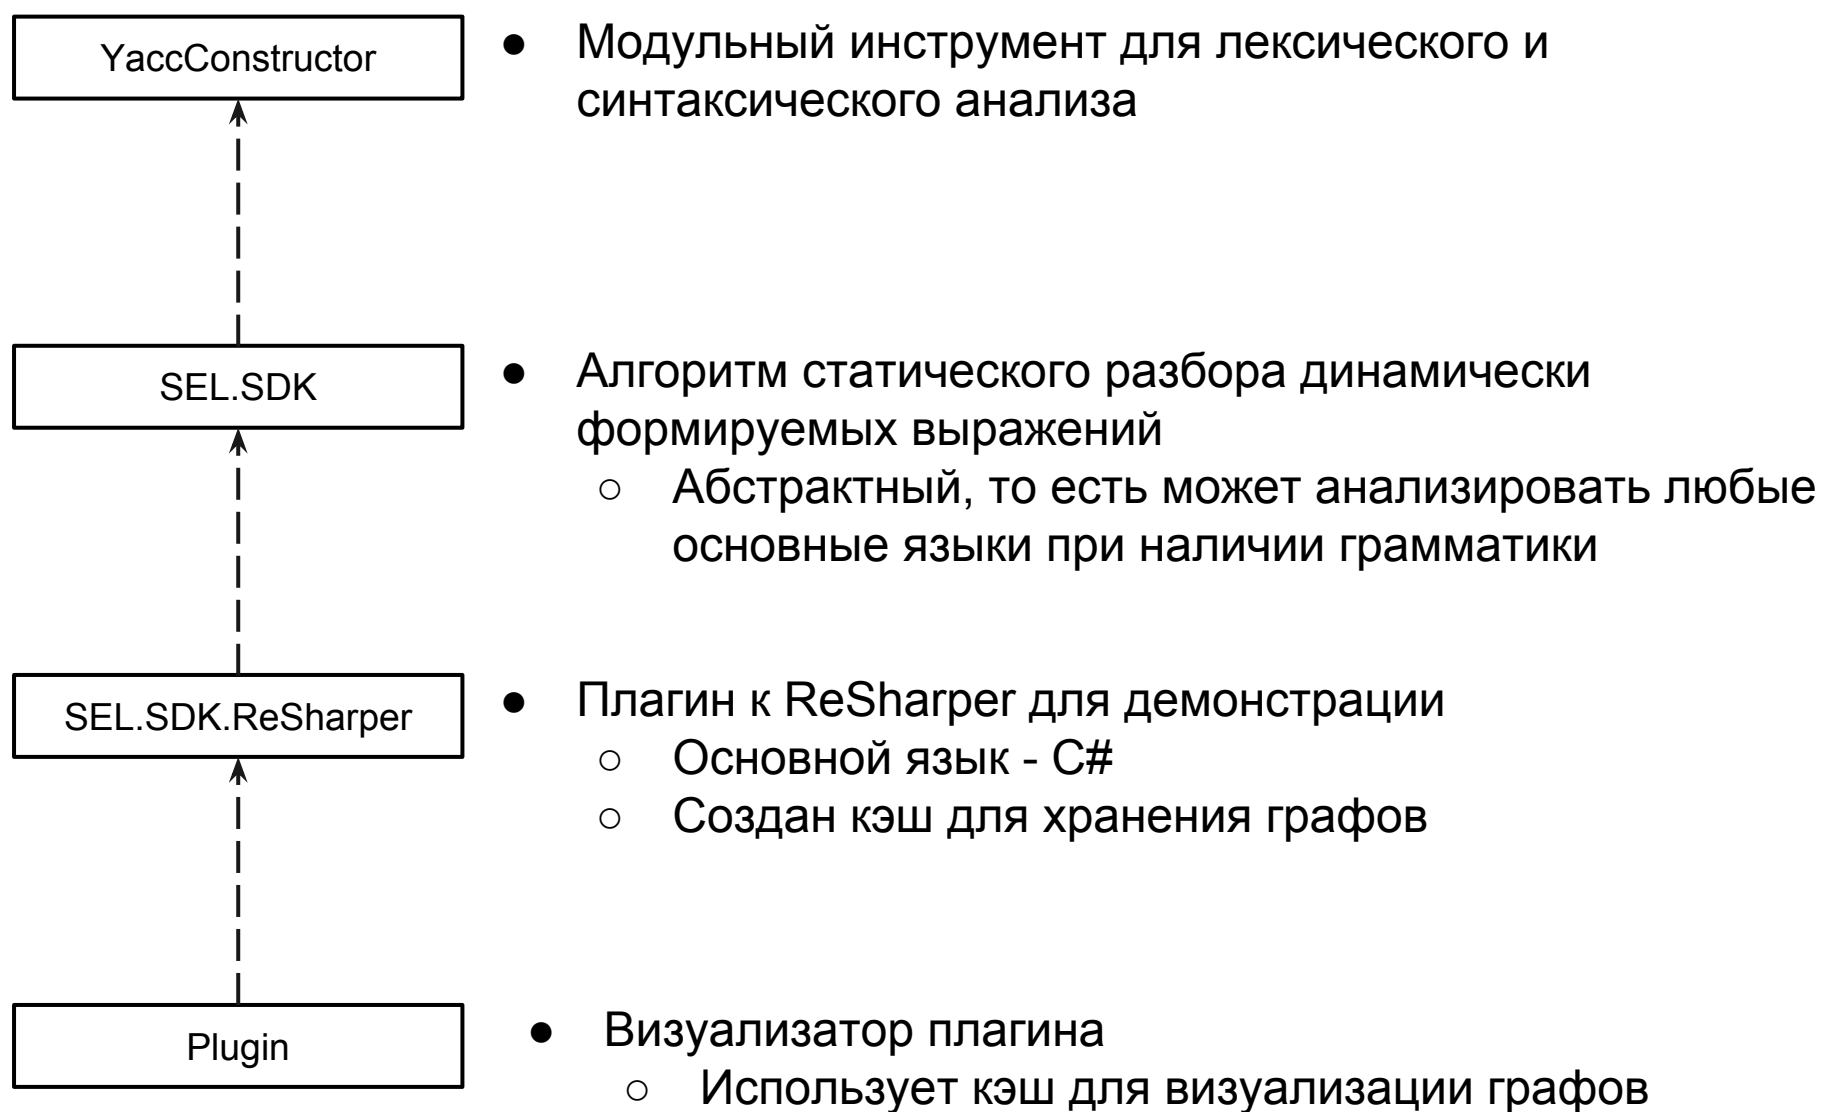 YaccConstructor
● Модульный инструмент для лексического и
синтаксического анализа
SEL.SDK
● Алгоритм статического разбора динамически
формируемых выражений
○ Абстрактный, то есть может анализировать любые
основные языки при наличии грамматики
SEL.SDK.ReSharper
● Плагин к ReSharper для демонстрации
○ Основной язык - C#
○ Создан кэш для хранения графов
Plugin
● Визуализатор плагина
○ Использует кэш для визуализации графов